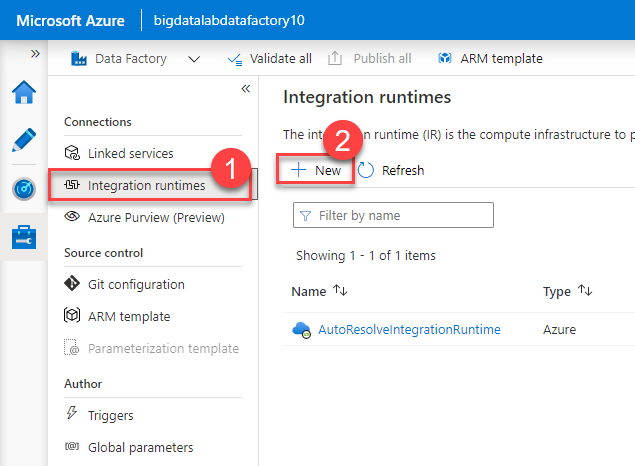 Microsoft Azure bigdatalabdatafactory10
Data Factory Validate all Publish all ARM template
Connections
Linked services
Integration runtimes 1
Azure Purview (Preview)
Source control
Git configuration
ARM template
Parameterization template
Author
Triggers
Global parameters
Integration runtimes
The integration runtime (IR) is the compute infrastructure to p
2
New Refresh
Filter by name
Showing 1 - 1 of 1 items
Name Type
AutoResolveIntegrationRuntime Azure